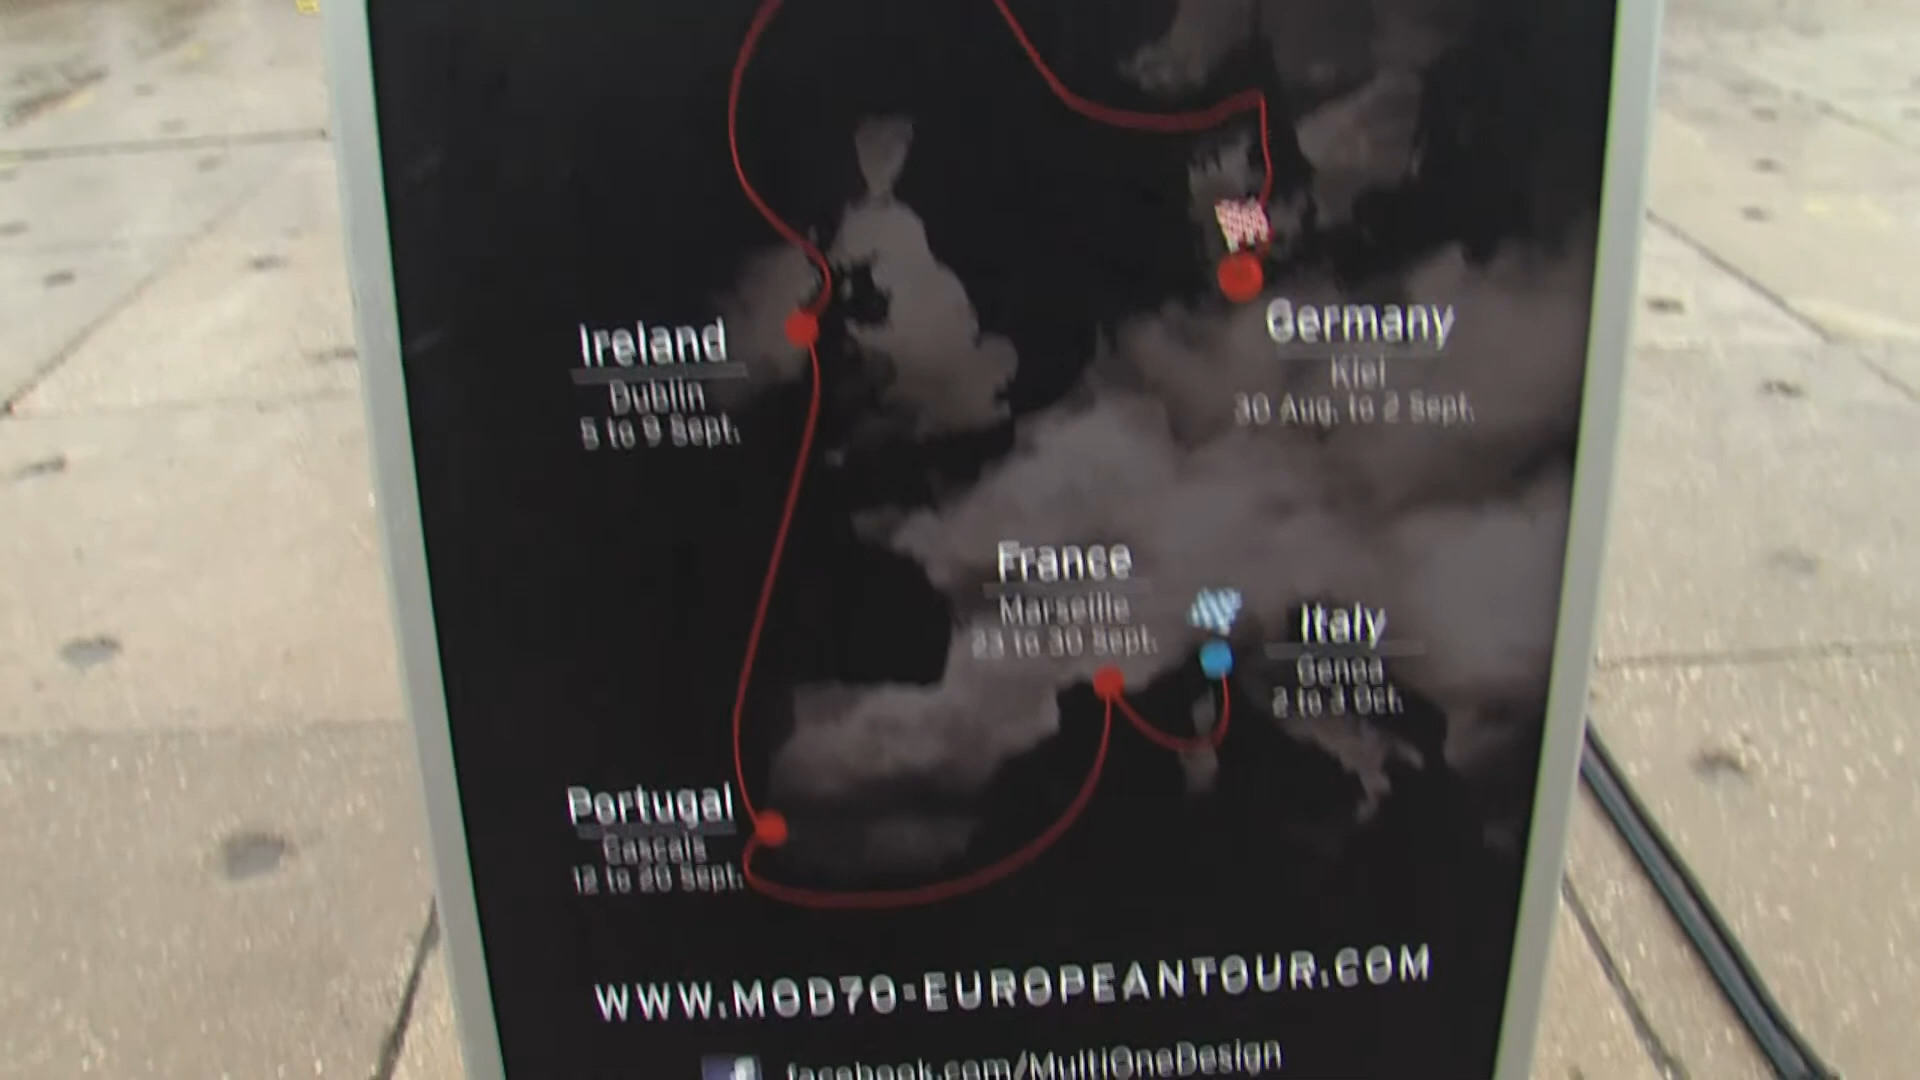 Ireland
Dublin
5 to 9 Sept.
Germany
Kiel
30 Aug. to 2 Sept.
France
Marseille
23 to 30 Sept.
Italy
Genoa
2 to 3 Oct.
Portugal
Cascais
12 to 20 Sept.
WWW.MOD70-EUROPEANTOUR.COM
facebook.com/MultiOneDesign